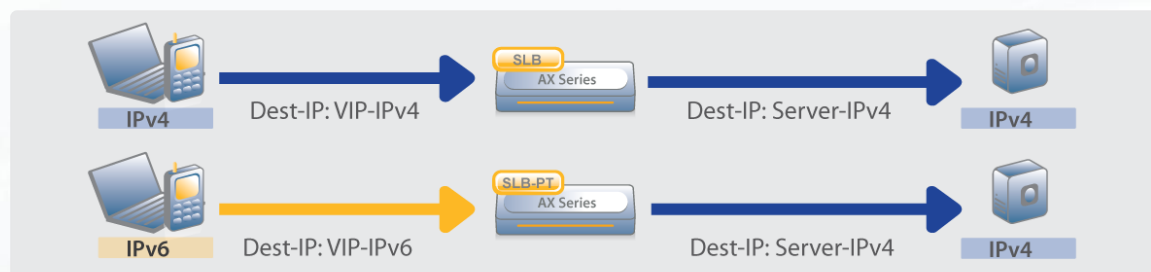 SLB
AX Series
Dest-IP: VIP-IPv4
Dest-IP: Server-IPv4
IPv4
IPv4
SLB-PT
AX Series
Dest-IP: VIP-IPv6
Dest-IP: Server-IPv4
IPv6
IPv4